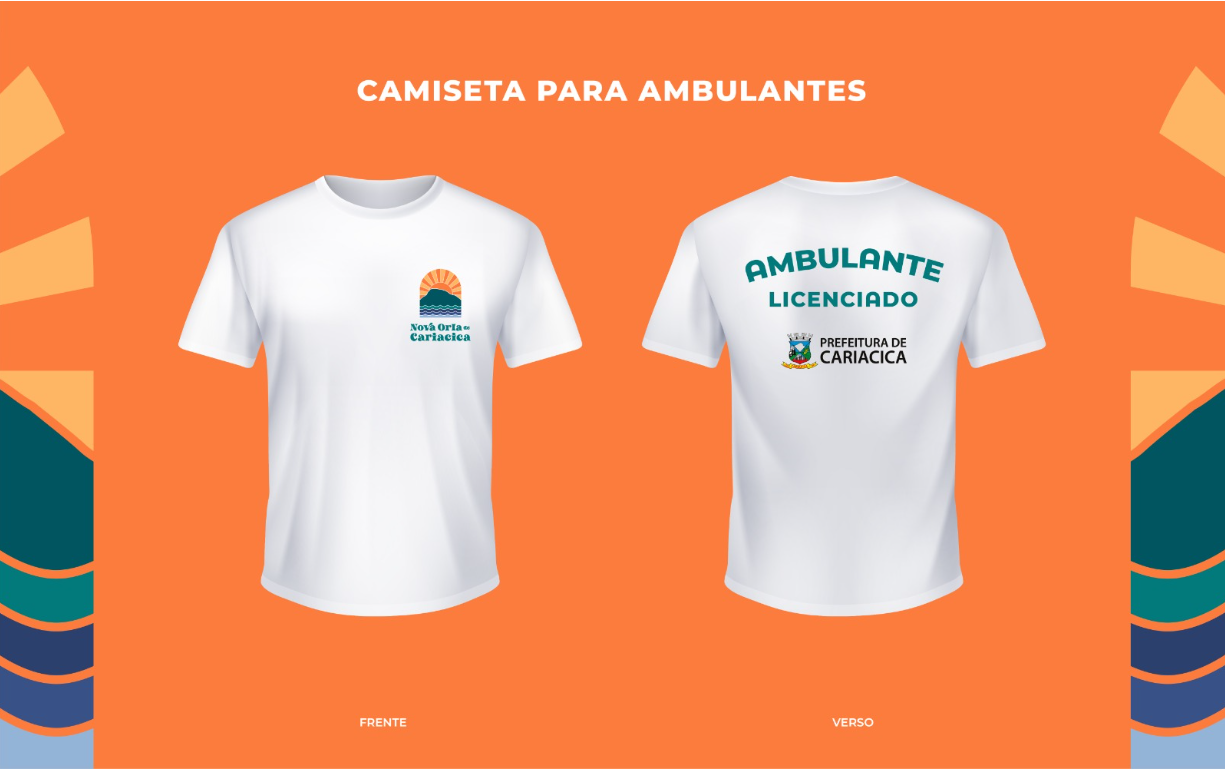 CAMISETA PARA AMBULANTES
Nova Orla de
Cariacica
AMBULANTE
LICENCIADO
PREFEITURA DE
CARIACICA
FRENTE
VERSO